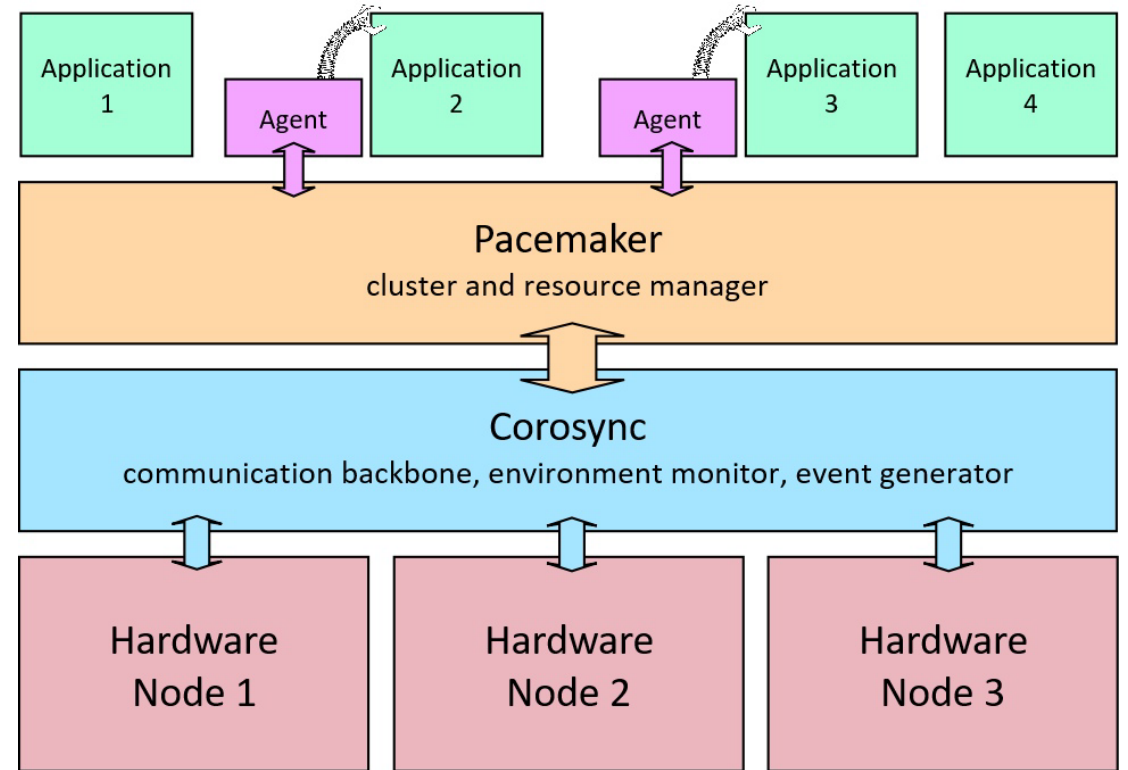 Application
1
Agent
Application
2
Agent
Application
3
Application
4
Pacemaker
cluster and resource manager
Corosync
communication backbone, environment monitor, event generator
Hardware
Node 1
Hardware
Node 2
Hardware
Node 3